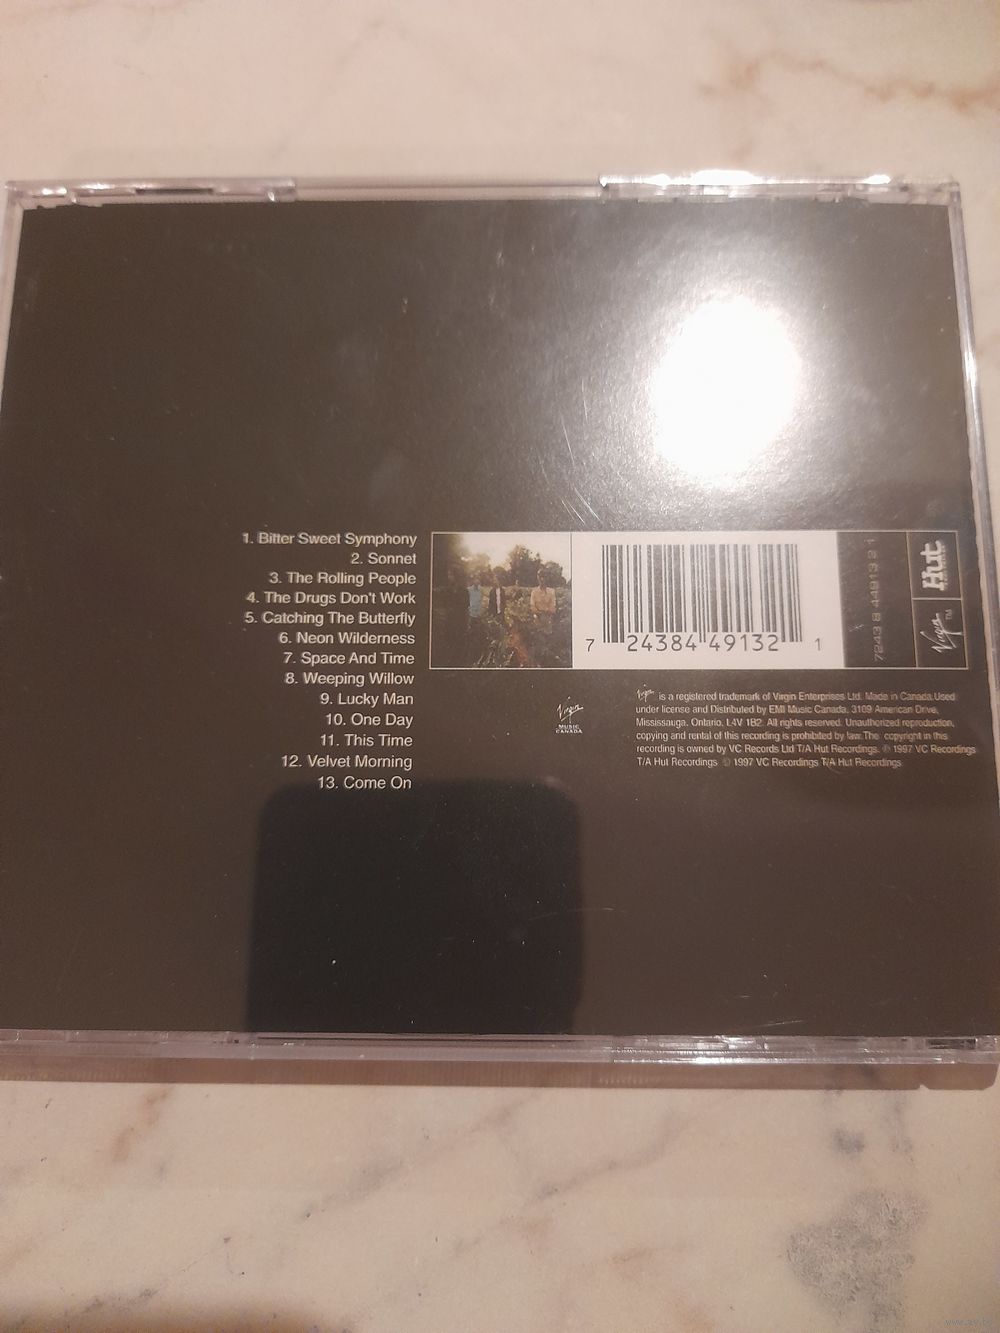 1. Bitter Sweet Symphony
2. Sonnet
3. The Rolling People
4. The Drugs Don't Work
5. Catching The Butterfly
6. Neon Wilderness
7. Space And Time
8. Weeping Willow
9. Lucky Man
10. One Day
11. This Time
12. Velvet Morning
13. Come On
7 24384 49132 1
7243 8 44913 2 1
Hut
Virgin TM
Virgin
MUSIC
CANADA
Virgin is a registered trademark of Virgin Enterprises Ltd. Made in Canada.Used
under license and Distributed by EMI Music Canada, 3109 American Drive,
Mississauga, Ontario, L4V 1B2. All rights reserved. Unauthorized reproduction,
copying and rental of this recording is prohibited by law.The copyright in this
recording is owned by VC Records Ltd T/A Hut Recordings. ℗ 1997 VC Recordings
T/A Hut Recordings © 1997 VC Recordings T/A Hut Recordings